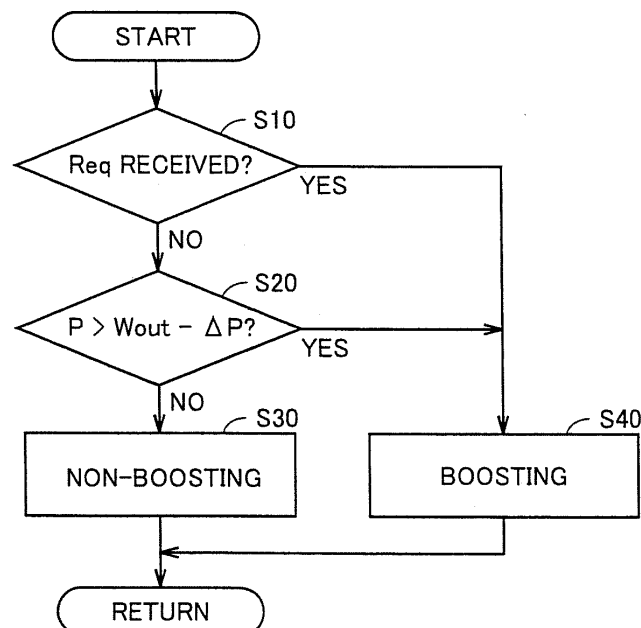 START
S10
Req RECEIVED?
YES
NO
S20
P > Wout - ΔP?
YES
NO
S30
NON-BOOSTING
S40
BOOSTING
RETURN